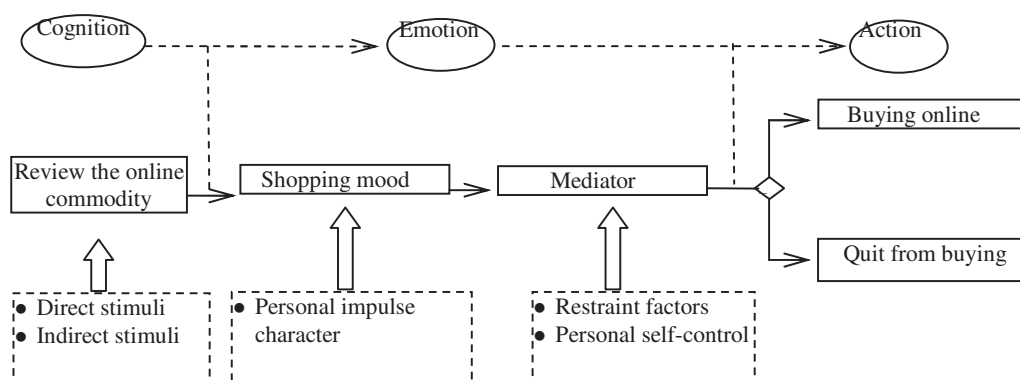 Cognition
Emotion
Action
Buying online
Review the online
commodity
Shopping mood
Mediator
Quit from buying
● Direct stimuli
● Indirect stimuli
● Personal impulse
character
● Restraint factors
● Personal self-control